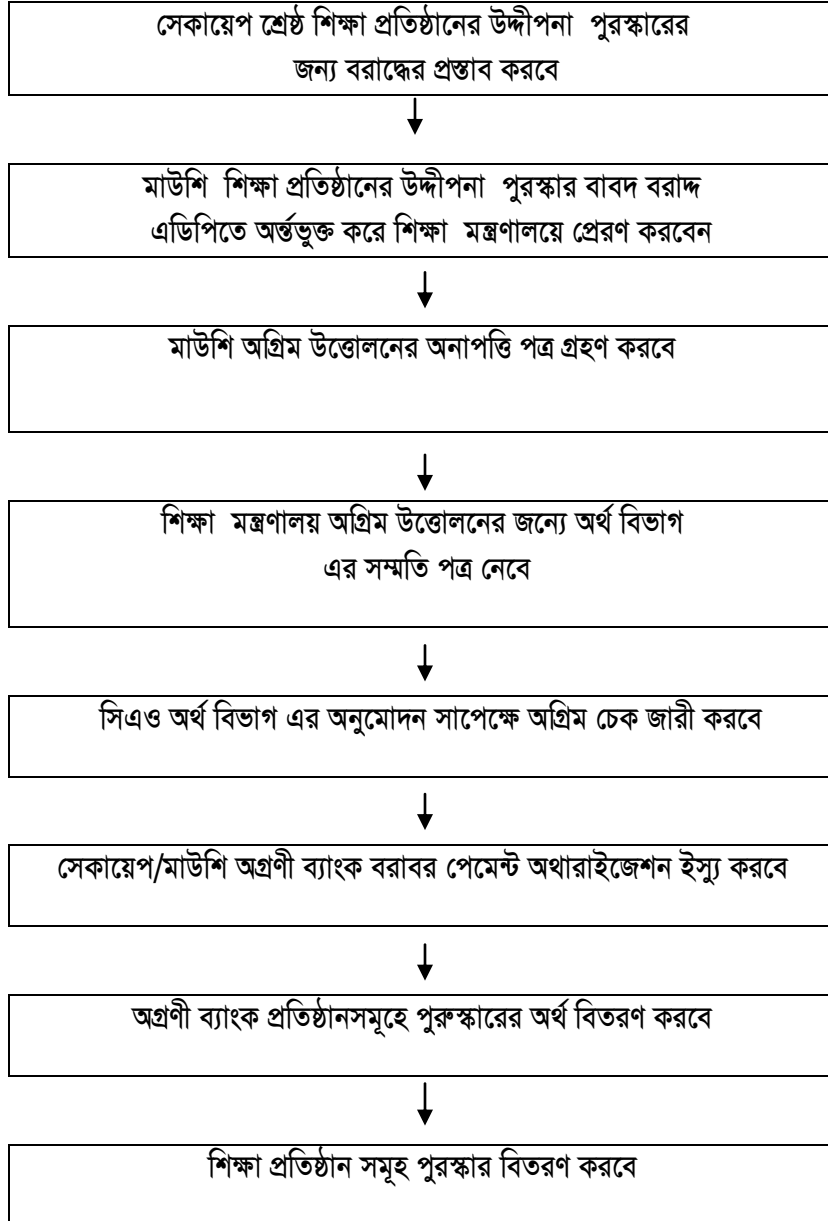 সেকায়েপ শ্রেষ্ঠ শিক্ষা প্রতিষ্ঠানের উদ্দীপনা পুরস্কারের
জন্য বরাদ্ধের প্রস্তাব করবে
মাউশি শিক্ষা প্রতিষ্ঠানের উদ্দীপনা পুরস্কার বাবদ বরাদ্দ
এডিপিতে অর্ন্তভুক্ত করে শিক্ষা মন্ত্রণালয়ে প্রেরণ করবেন
মাউশি অগ্রিম উত্তোলনের অনাপত্তি পত্র গ্রহণ করবে
শিক্ষা মন্ত্রণালয় অগ্রিম উত্তোলনের জন্যে অর্থ বিভাগ
এর সম্মতি পত্র নেবে
সিএও অর্থ বিভাগ এর অনুমোদন সাপেক্ষে অগ্রিম চেক জারী করবে
সেকায়েপ/মাউশি অগ্রণী ব্যাংক বরাবর পেমেন্ট অথারাইজেশন ইস্যু করবে
অগ্রণী ব্যাংক প্রতিষ্ঠানসমূহে পুরুস্কারের অর্থ বিতরণ করবে
শিক্ষা প্রতিষ্ঠান সমূহ পুরস্কার বিতরণ করবে